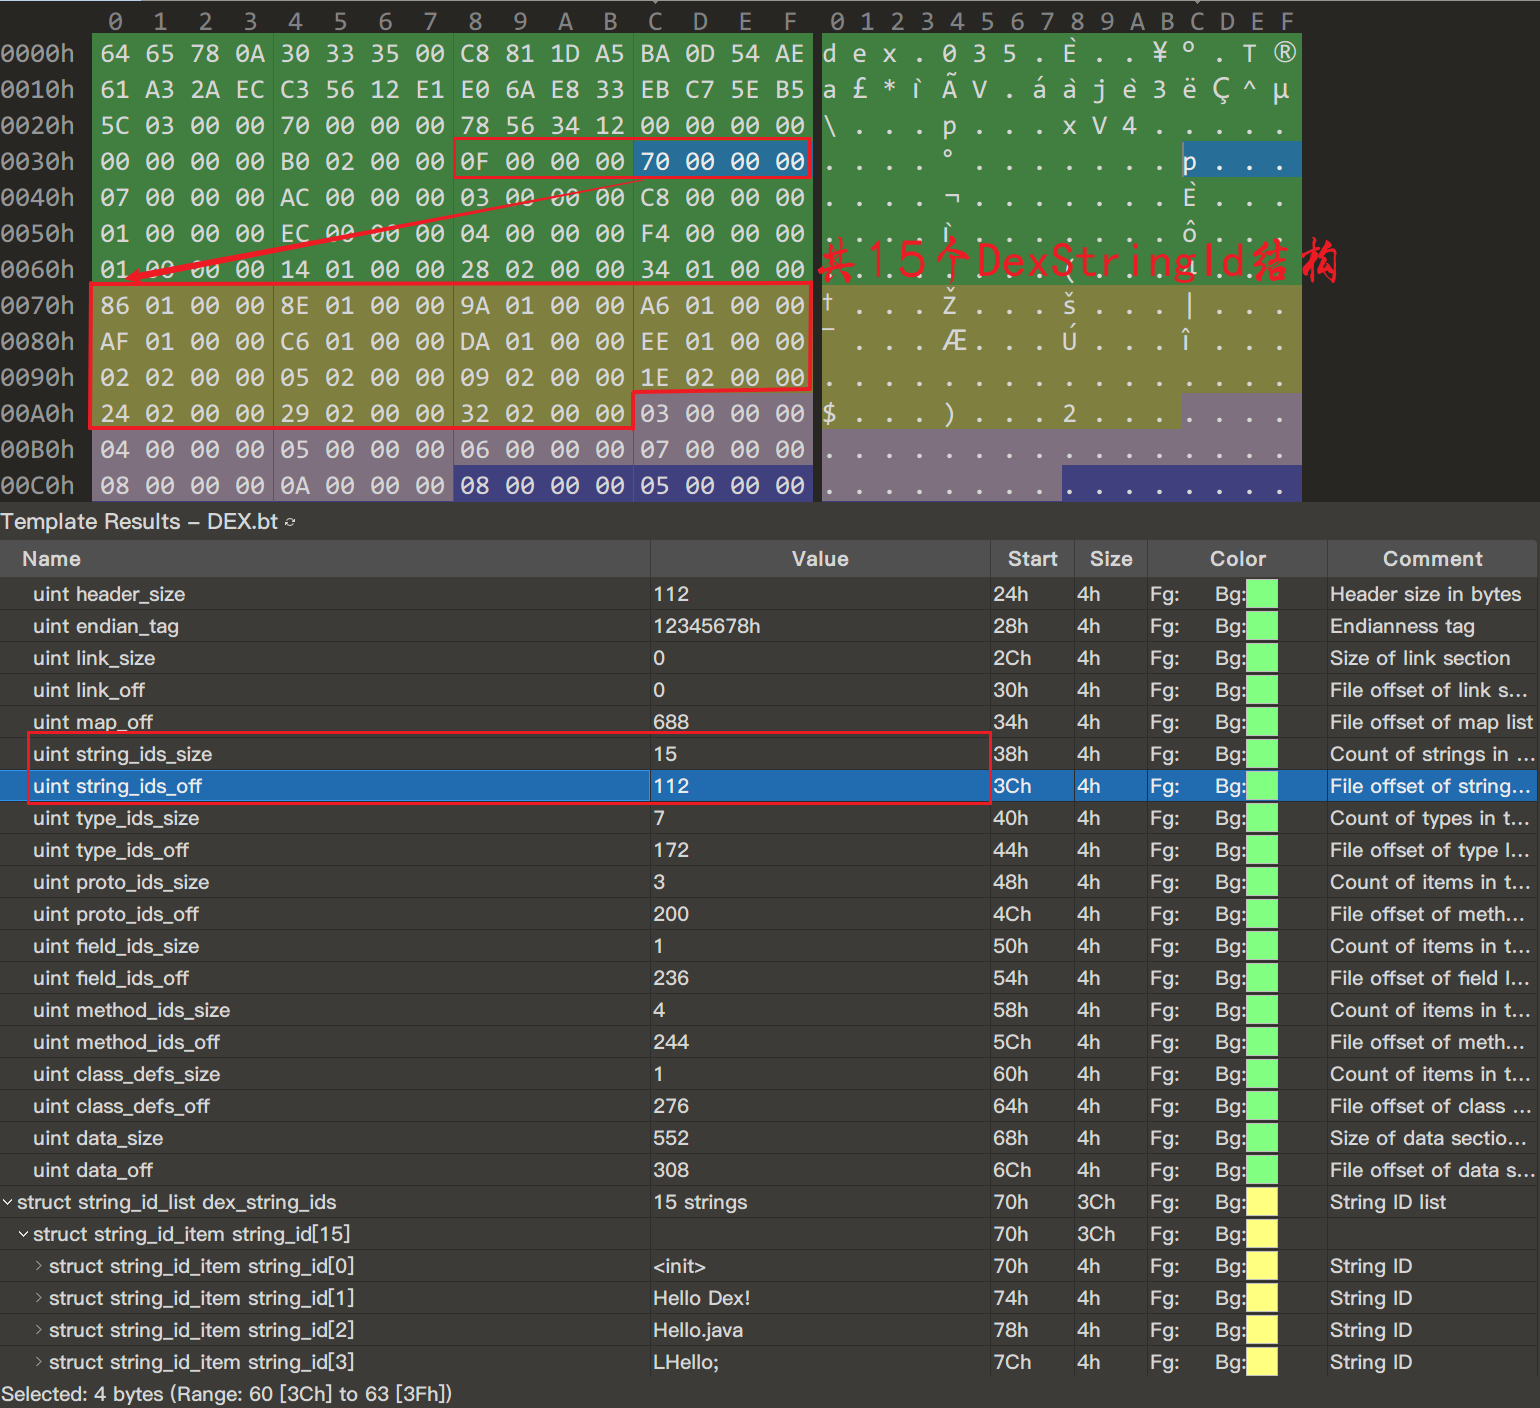 0 1 2 3 4 5 6 7 8 9 A B C D E F 0 1 2 3 4 5 6 7 8 9 A B C D E F
0000h 64 65 78 0A 30 33 35 00 C8 81 1D A5 BA 0D 54 AE d e x . 0 3 5 . È . . ¥ º . T ®
0010h 61 A3 2A EC C3 56 12 E1 E0 6A E8 33 EB C7 5E B5 a £ * ì Ã V . á à j è 3 ë Ç ^ µ
0020h 5C 03 00 00 70 00 00 00 78 56 34 12 00 00 00 00 \ . . . p . . . x V 4 . . . . .
0030h 00 00 00 00 B0 02 00 00 0F 00 00 00 70 00 00 00 . . . . ° . . . . . . . p . . .
0040h 07 00 00 00 AC 00 00 00 03 00 00 00 C8 00 00 00 . . . . ¬ . . . . . . . È . . .
0050h 01 00 00 00 EC 00 00 00 04 00 00 00 F4 00 00 00 . . . . ì . . . . . . . ô . . .
0060h 01 00 00 00 14 01 00 00 28 02 00 00 34 01 00 00
共15个DexStringId结构
0070h 86 01 00 00 8E 01 00 00 9A 01 00 00 A6 01 00 00 † . . . Ž . . . š . . . ¦ . . .
0080h AF 01 00 00 C6 01 00 00 DA 01 00 00 EE 01 00 00 ¯ . . . Æ . . . Ú . . . î . . .
0090h 02 02 00 00 05 02 00 00 09 02 00 00 1E 02 00 00 . . . . . . . . . . . . . . . .
00A0h 24 02 00 00 29 02 00 00 32 02 00 00 03 00 00 00 $ . . . ) . . . 2 . . . . . . .
00B0h 04 00 00 00 05 00 00 00 06 00 00 00 07 00 00 00 . . . . . . . . . . . . . . . .
00C0h 08 00 00 00 0A 00 00 00 08 00 00 00 05 00 00 00 . . . . . . . . . . . . . . . .
Template Results – DEX.bt
Name Value Start Size Color Comment
uint header_size 112 24h 4h Fg: Bg: Header size in bytes
uint endian_tag 12345678h 28h 4h Fg: Bg: Endianness tag
uint link_size 0 2Ch 4h Fg: Bg: Size of link section
uint link_off 0 30h 4h Fg: Bg: File offset of link s...
uint map_off 688 34h 4h Fg: Bg: File offset of map list
uint string_ids_size 15 38h 4h Fg: Bg: Count of strings in ...
uint string_ids_off 112 3Ch 4h Fg: Bg: File offset of string...
uint type_ids_size 7 40h 4h Fg: Bg: Count of types in t...
uint type_ids_off 172 44h 4h Fg: Bg: File offset of type l...
uint proto_ids_size 3 48h 4h Fg: Bg: Count of items in t...
uint proto_ids_off 200 4Ch 4h Fg: Bg: File offset of meth...
uint field_ids_size 1 50h 4h Fg: Bg: Count of items in t...
uint field_ids_off 236 54h 4h Fg: Bg: File offset of field l...
uint method_ids_size 4 58h 4h Fg: Bg: Count of items in t...
uint method_ids_off 244 5Ch 4h Fg: Bg: File offset of meth...
uint class_defs_size 1 60h 4h Fg: Bg: Count of items in t...
uint class_defs_off 276 64h 4h Fg: Bg: File offset of class ...
uint data_size 552 68h 4h Fg: Bg: Size of data sectio...
uint data_off 308 6Ch 4h Fg: Bg: File offset of data s...
struct string_id_list dex_string_ids 15 strings 70h 3Ch Fg: Bg: String ID list
struct string_id_item string_id[15] 70h 3Ch Fg: Bg:
struct string_id_item string_id[0] <init> 70h 4h Fg: Bg: String ID
struct string_id_item string_id[1] Hello Dex! 74h 4h Fg: Bg: String ID
struct string_id_item string_id[2] Hello.java 78h 4h Fg: Bg: String ID
struct string_id_item string_id[3] LHello; 7Ch 4h Fg: Bg: String ID
Selected: 4 bytes (Range: 60 [3Ch] to 63 [3Fh])